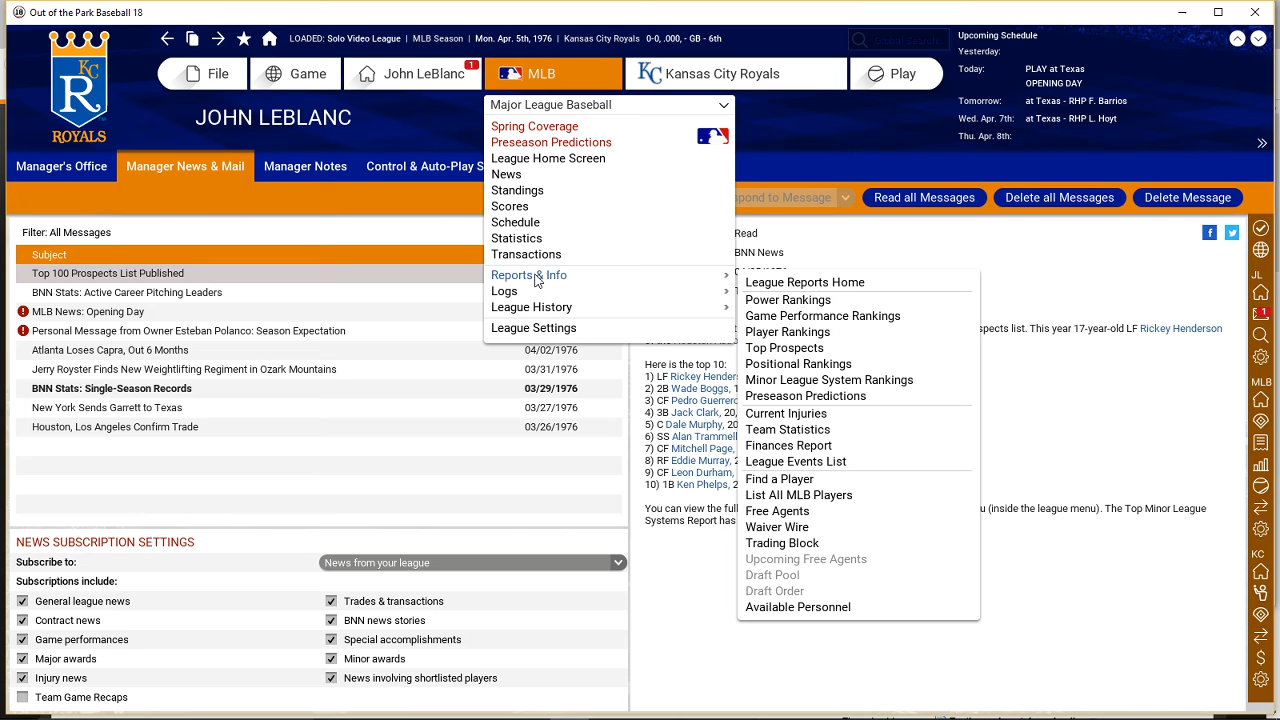 Out of the Park Baseball 18
LOADED: Solo Video League | MLB Season | Mon. Apr. 5th, 1976 | Kansas City Royals 0-0, .000, - GB - 6th
File
Game
John LeBlanc
1
MLB
Kansas City Royals
Play
Upcoming Schedule
Yesterday:
Today: PLAY at Texas
OPENING DAY
Tomorrow: at Texas - RHP F. Barrios
Wed. Apr. 7th: at Texas - RHP L. Hoyt
Thu. Apr. 8th:
KC
R
ROYALS
JOHN LEBLANC
Manager's Office
Manager News & Mail
Manager Notes
Control & Auto-Play S
Major League Baseball
Spring Coverage
Preseason Predictions
League Home Screen
News
Standings
Scores
Schedule
Statistics
Transactions
Reports & Info
Logs
League History
League Settings
League Reports Home
Power Rankings
Game Performance Rankings
Player Rankings
Top Prospects
Positional Rankings
Minor League System Rankings
Preseason Predictions
Current Injuries
Team Statistics
Finances Report
League Events List
Find a Player
List All MLB Players
Free Agents
Waiver Wire
Trading Block
Upcoming Free Agents
Draft Pool
Draft Order
Available Personnel
pond to Message
Read all Messages
Delete all Messages
Delete Message
Filter: All Messages
Subject
Top 100 Prospects List Published
BNN Stats: Active Career Pitching Leaders
MLB News: Opening Day
Personal Message from Owner Esteban Polanco: Season Expectation
Atlanta Loses Capra, Out 6 Months 04/02/1976
Jerry Royster Finds New Weightlifting Regiment in Ozark Mountains 03/31/1976
BNN Stats: Single-Season Records 03/29/1976
New York Sends Garrett to Texas 03/27/1976
Houston, Los Angeles Confirm Trade 03/26/1976
Read
BNN News
spects list. This year 17-year-old LF Rickey Henderson
Here is the top 10:
1) LF Rickey Hender
2) 2B Wade Boggs,
3) CF Pedro Guerrero
4) 3B Jack Clark, 20,
5) C Dale Murphy, 20
6) SS Alan Trammell
7) CF Mitchell Page,
8) RF Eddie Murray,
9) CF Leon Durham,
10) 1B Ken Phelps, 2
You can view the full
u (inside the league menu). The Top Minor League
Systems Report has
NEWS SUBSCRIPTION SETTINGS
Subscribe to: News from your league
Subscriptions include:
General league news
Trades & transactions
Contract news
BNN news stories
Game performances
Special accomplishments
Major awards
Minor awards
Injury news
News involving shortlisted players
Team Game Recaps
JL
1
MLB
KC